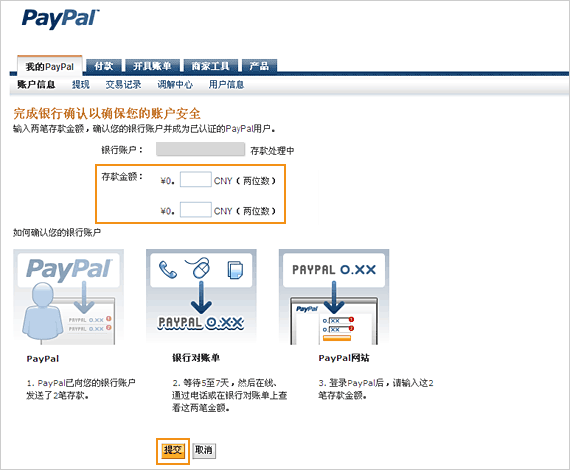 PayPal
我的PayPal 付款 开具账单 商家工具 产品
账户信息 提现 交易记录 调解中心 用户信息
完成银行确认以确保您的账户安全
输入两笔存款金额,确认您的银行账户并成为已认证的PayPal用户。
银行账户: 存款处理中
存款金额: ¥0. CNY(两位数)
¥0. CNY(两位数)
如何确认您的银行账户
PayPal
PAYPAL 0.XX 1
PAYPAL 0.XX 2
PAYPAL 0.XX
PAYPAL 0.XX
PayPal
0.XX 1
0.XX 2
PayPal
1. PayPal已向您的银行账户
发送了2笔存款。
银行对账单
2. 等待5至7天,然后在线、
通过电话或在银行对账单上查
看这两笔金额。
PayPal网站
3. 登录PayPal后,请输入这2
笔存款金额。
提交 取消